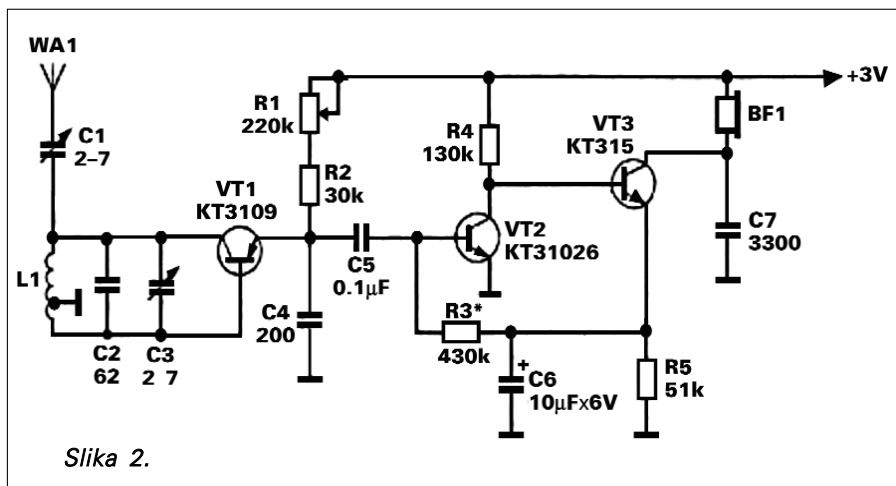 WA1
C1
2–7
VT1
KT3109
L1
C2
62
C3
2 7
R1
220k
R2
30k
C4
200
C5
0.1µF
R4
130k
VT2
KT31026
R3*
430k
+
C6
10µFx6V
VT3
KT315
R5
51k
+3V
BF1
C7
3300
Slika 2.